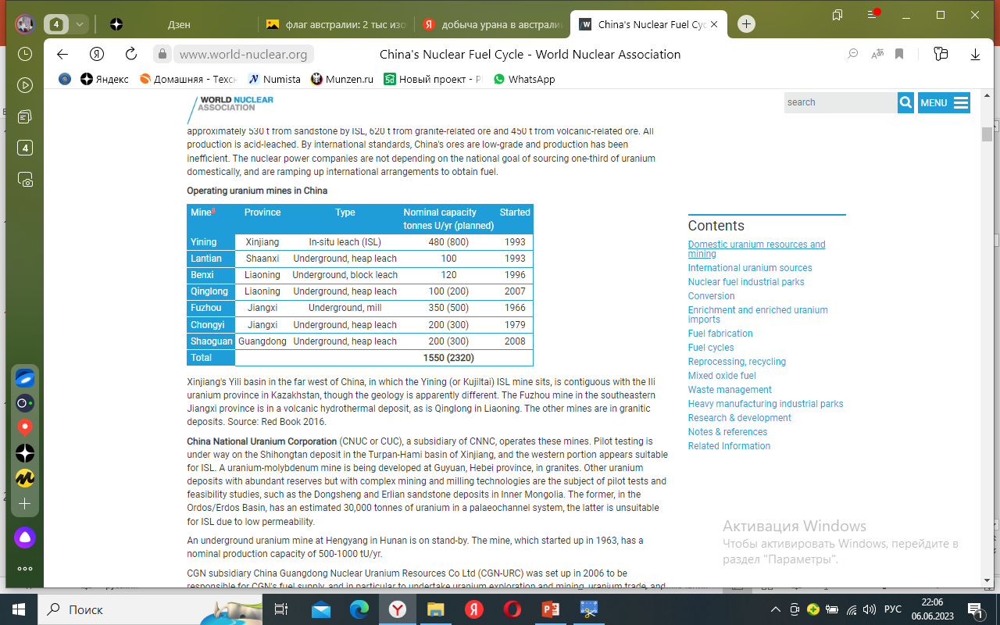 4
Дзен
флаг австралии: 2 тыс изо
Я добыча урана в австралии
W China's Nuclear Fuel Cyc
Я
www.world-nuclear.org
China's Nuclear Fuel Cycle - World Nuclear Association
Яндекс
Домашняя - Техн
N Numista
Munzen.ru
Sd Новый проект - Pl
WhatsApp
4
WORLD NUCLEAR
ASSOCIATION
search
MENU
approximately 530 t from sandstone by ISL, 620 t from granite-related ore and 450 t from volcanic-related ore. All
production is acid-leached. By international standards, China's ores are low-grade and production has been
inefficient. The nuclear power companies are not depending on the national goal of sourcing one-third of uranium
domestically, and are ramping up international arrangements to obtain fuel.
Operating uranium mines in China
Mine Province Type Nominal capacity Started
tonnes U/yr (planned)
Yining Xinjiang In-situ leach (ISL) 480 (800) 1993
Lantian Shaanxi Underground, heap leach 100 1993
Benxi Liaoning Underground, block leach 120 1996
Qinglong Liaoning Underground, heap leach 100 (200) 2007
Fuzhou Jiangxi Underground, mill 350 (500) 1966
Chongyi Jiangxi Underground, heap leach 200 (300) 1979
Shaoguan Guangdong Underground, heap leach 200 (300) 2008
Total 1550 (2320)
Xinjiang's Yili basin in the far west of China, in which the Yining (or Kujiltai) ISL mine sits, is contiguous with the Ili
uranium province in Kazakhstan, though the geology is apparently different. The Fuzhou mine in the southeastern
Jiangxi province is in a volcanic hydrothermal deposit, as is Qinglong in Liaoning. The other mines are in granitic
deposits. Source: Red Book 2016.
China National Uranium Corporation (CNUC or CUC), a subsidiary of CNNC, operates these mines. Pilot testing is
under way on the Shihongtan deposit in the Turpan-Hami basin of Xinjiang, and the western portion appears suitable
for ISL. A uranium-molybdenum mine is being developed at Guyuan, Hebei province, in granites. Other uranium
deposits with abundant reserves but with complex mining and milling technologies are the subject of pilot tests and
feasibility studies, such as the Dongsheng and Erlian sandstone deposits in Inner Mongolia. The former, in the
Ordos/Erdos Basin, has an estimated 30,000 tonnes of uranium in a palaeochannel system, the latter is unsuitable
for ISL due to low permeability.
An underground uranium mine at Hengyang in Hunan is on stand-by. The mine, which started up in 1963, has a
nominal production capacity of 500-1000 tU/yr.
CGN subsidiary China Guangdong Nuclear Uranium Resources Co Ltd (CGN-URC) was set up in 2006 to be
responsible for CGN's fuel supply, and in particular to undertake uranium exploration and mining, uranium trade, and
Contents
Domestic uranium resources and
mining
International uranium sources
Nuclear fuel industrial parks
Conversion
Enrichment and enriched uranium
imports
Fuel fabrication
Fuel cycles
Reprocessing, recycling
Mixed oxide fuel
Waste management
Heavy manufacturing industrial parks
Research & development
Notes & references
Related Information
Активация Windows
Чтобы активировать Windows, перейдите в
раздел "Параметры".
Поиск
РУС
22:06
06.06.2023
1